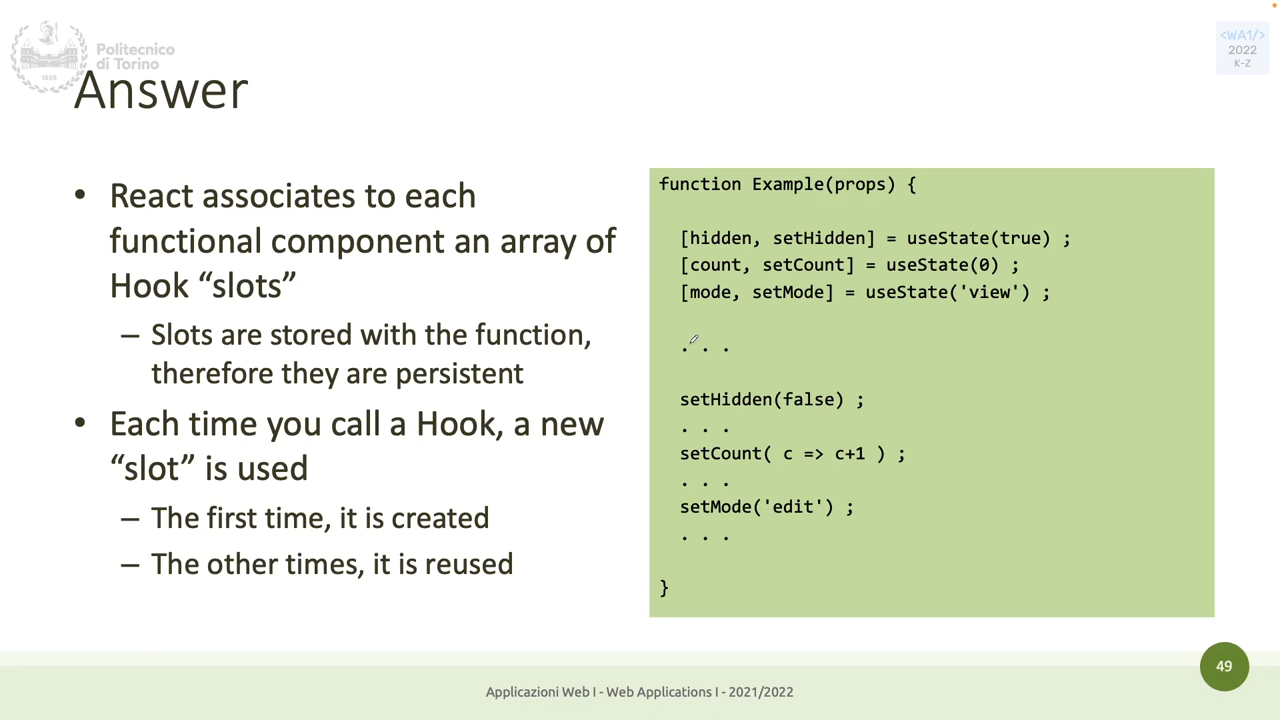 Politecnico
di Torino
1859
<WA1/>
2022
K-Z
Answer
• React associates to each
functional component an array of
Hook “slots”
– Slots are stored with the function,
therefore they are persistent
• Each time you call a Hook, a new
“slot” is used
– The first time, it is created
– The other times, it is reused
function Example(props) {
[hidden, setHidden] = useState(true) ;
[count, setCount] = useState(0) ;
[mode, setMode] = useState('view') ;
. . .
setHidden(false) ;
. . .
setCount( c => c+1 ) ;
. . .
setMode('edit') ;
. . .
}
49
Applicazioni Web I - Web Applications I - 2021/2022